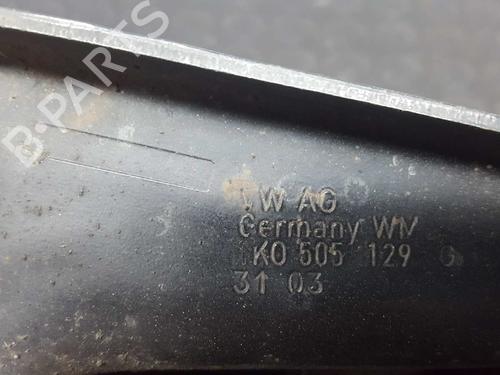 B-PARTS
VW AG
Germany WM
1K0 505 129 G
31 03